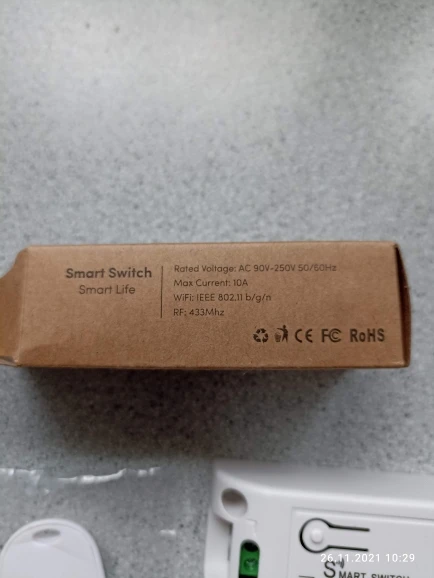 Smart Switch
Smart Life
Rated Voltage: AC 90V-250V 50/60Hz
Max Current: 10A
WiFi: IEEE 802.11 b/g/n
RF: 433Mhz
CE FC RoHS
26.11.2021 10:29
SMART SWITCH